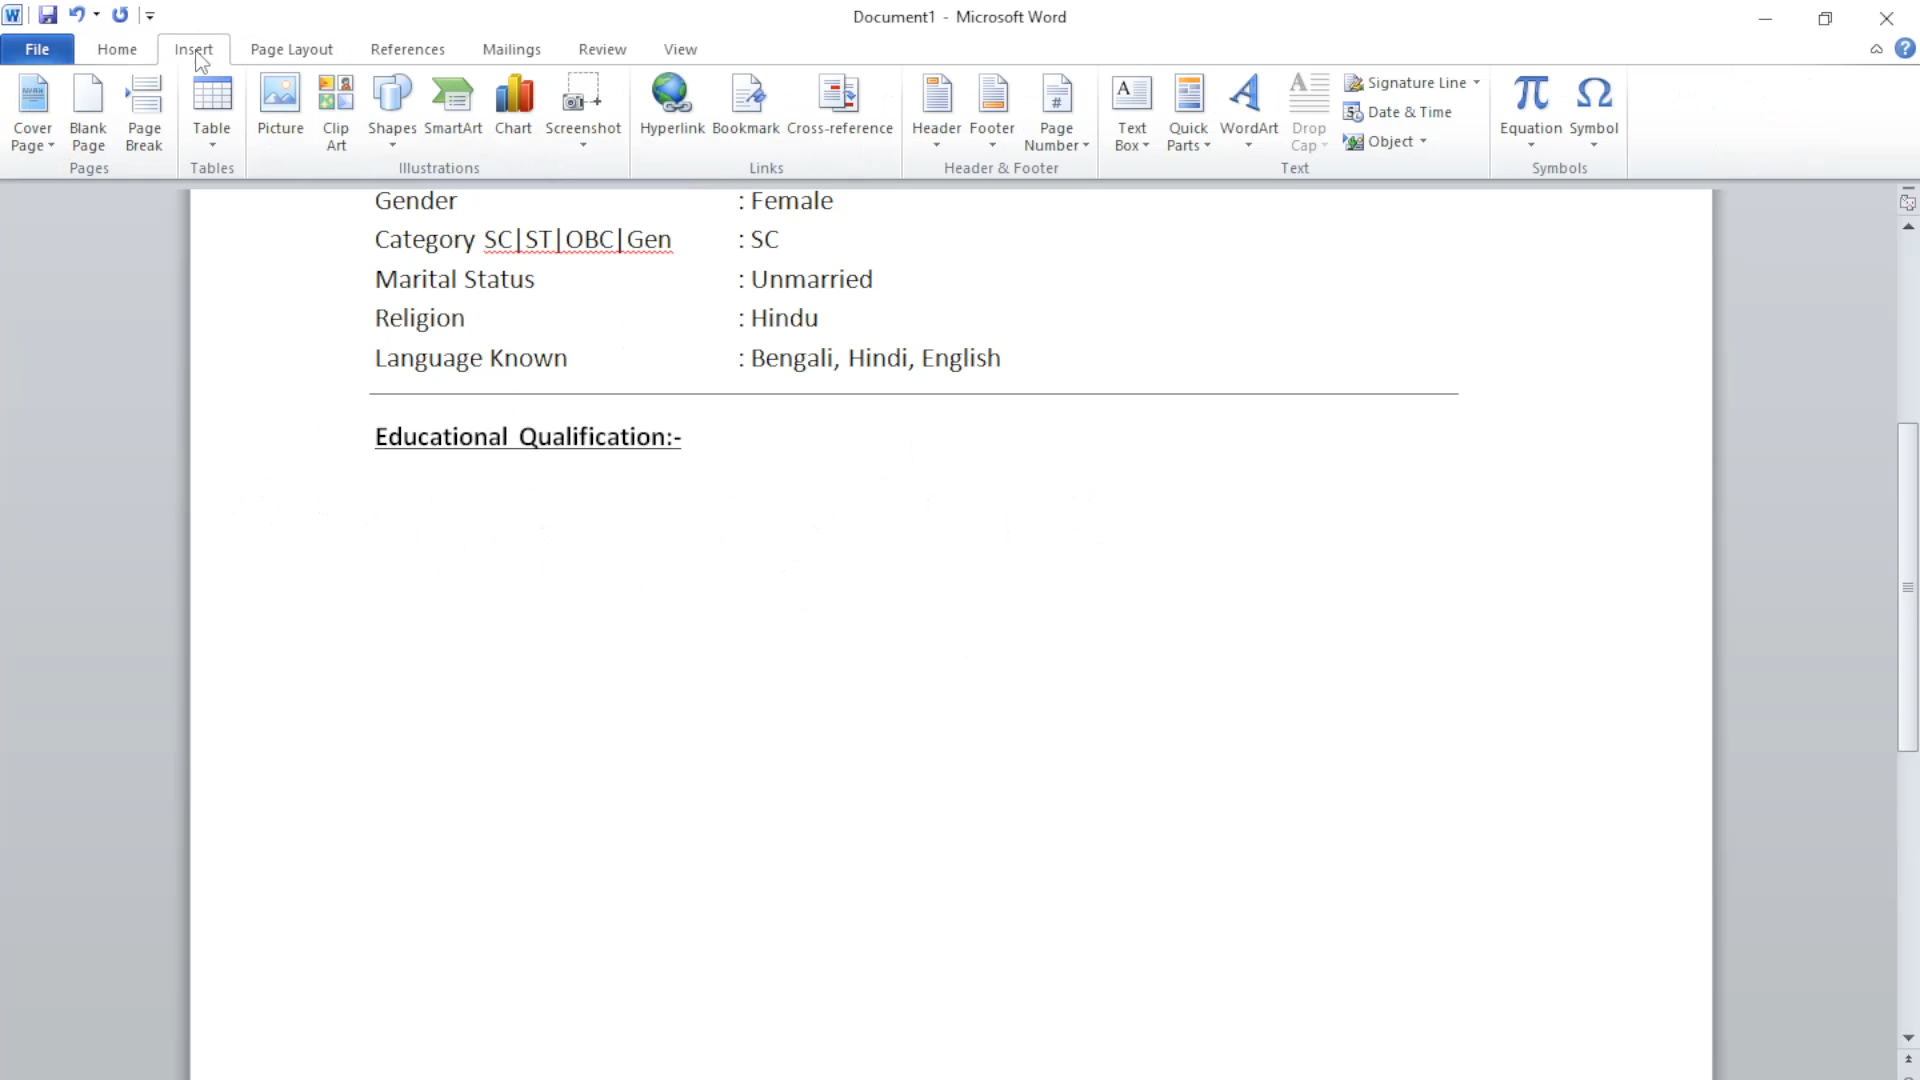 Document1 - Microsoft Word
File Home Insert Page Layout References Mailings Review View
Cover Page Blank Page Page Break Table Picture Clip Art Shapes SmartArt Chart Screenshot Hyperlink Bookmark Cross-reference Header Footer Page Number Text Box Quick Parts WordArt Drop Cap Signature Line Date & Time Object Equation Symbol
Pages Tables Illustrations Links Header & Footer Text Symbols
Gender : Female
Category SC|ST|OBC|Gen : SC
Marital Status : Unmarried
Religion : Hindu
Language Known : Bengali, Hindi, English
Educational Qualification:-